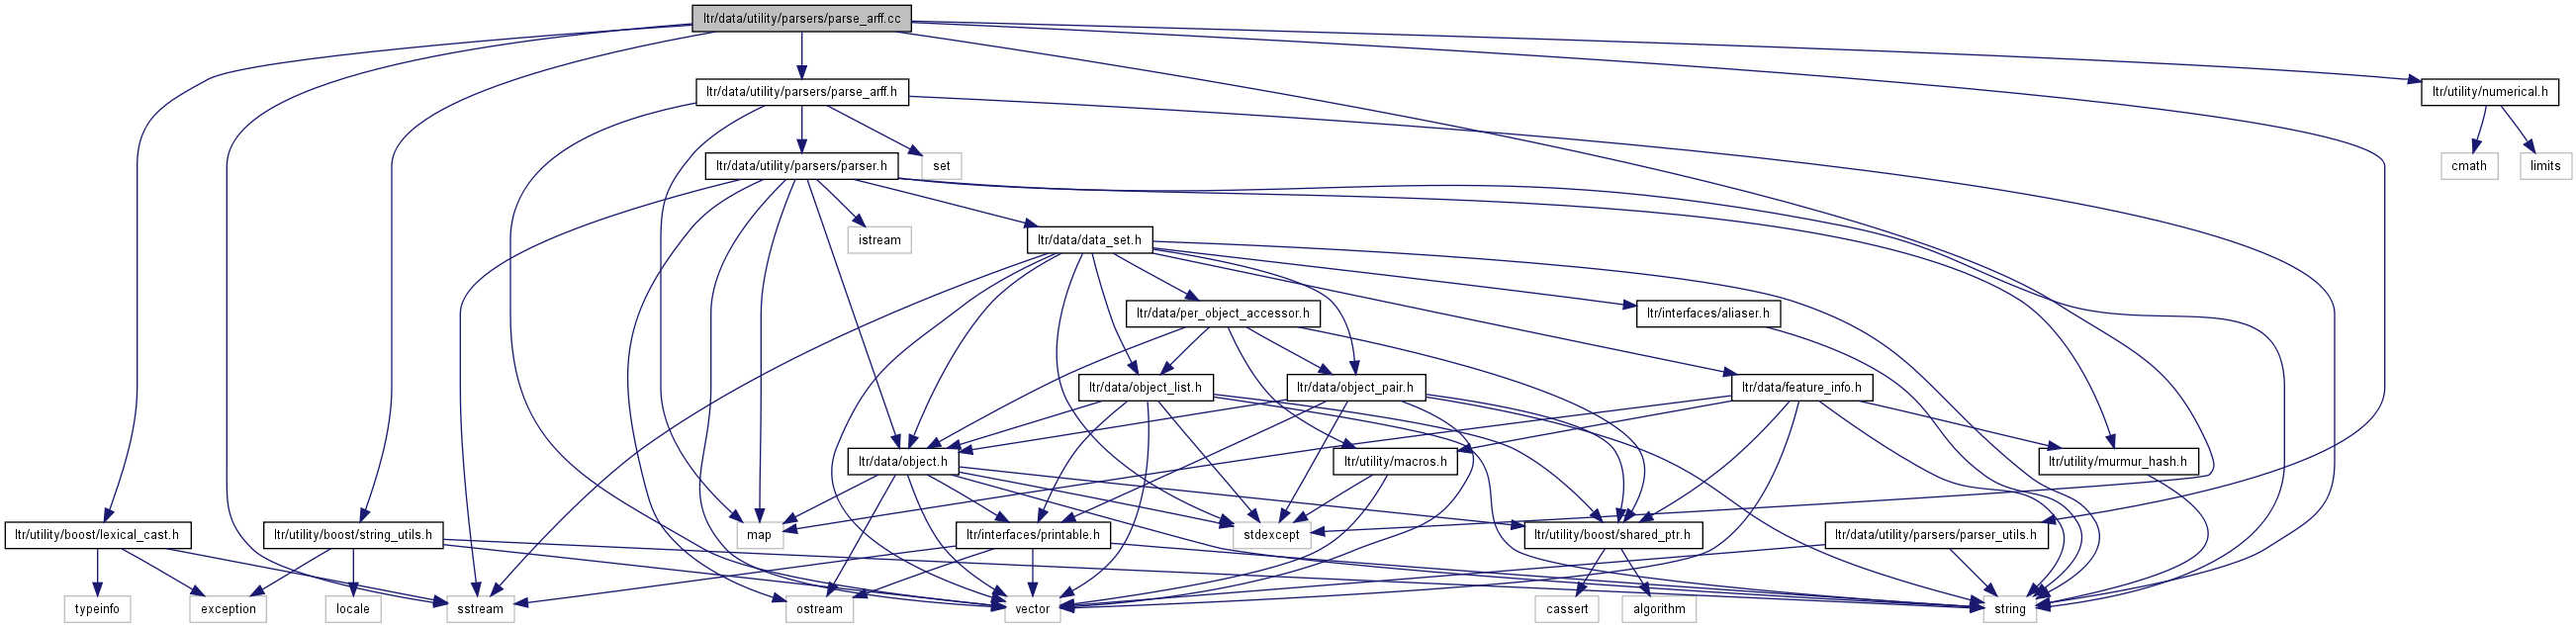 ltr/data/utility/parsers/parse_arff.cc
ltr/data/utility/parsers/parse_arff.h
ltr/utility/numerical.h
ltr/data/utility/parsers/parser.h
set
cmath
limits
istream
ltr/data/data_set.h
ltr/data/per_object_accessor.h
ltr/interfaces/aliaser.h
ltr/data/object_list.h
ltr/data/object_pair.h
ltr/data/feature_info.h
ltr/data/object.h
ltr/utility/macros.h
ltr/utility/murmur_hash.h
ltr/utility/boost/lexical_cast.h
ltr/utility/boost/string_utils.h
map
ltr/interfaces/printable.h
stdexcept
ltr/utility/boost/shared_ptr.h
ltr/data/utility/parsers/parser_utils.h
typeinfo
exception
locale
sstream
ostream
vector
cassert
algorithm
string